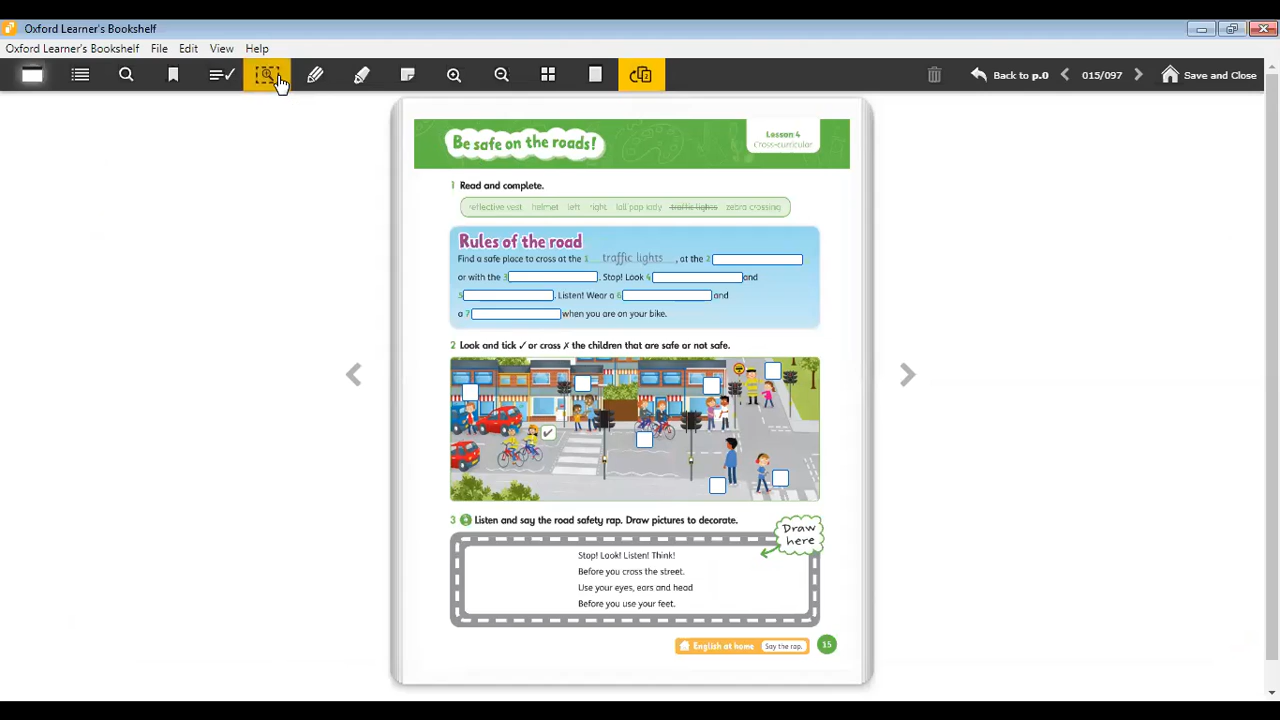 Oxford Learner's Bookshelf
Oxford Learner's Bookshelf File Edit View Help
Back to p.0 015/097 Save and Close
Be safe on the roads!
Lesson 4
Cross-curricular
1 Read and complete.
reflective vest helmet left right lollipop lady traffic lights zebra crossing
Rules of the road
Find a safe place to cross at the 1 traffic lights, at the 2
or with the 3 . Stop! Look 4 and
5 . Listen! Wear a 6 and
a 7 when you are on your bike.
2 Look and tick ✓ or cross ✗ the children that are safe or not safe.
3 Listen and say the road safety rap. Draw pictures to decorate.
Draw
here
Stop! Look! Listen! Think!
Before you cross the street.
Use your eyes, ears and head
Before you use your feet.
English at home Say the rap. 15